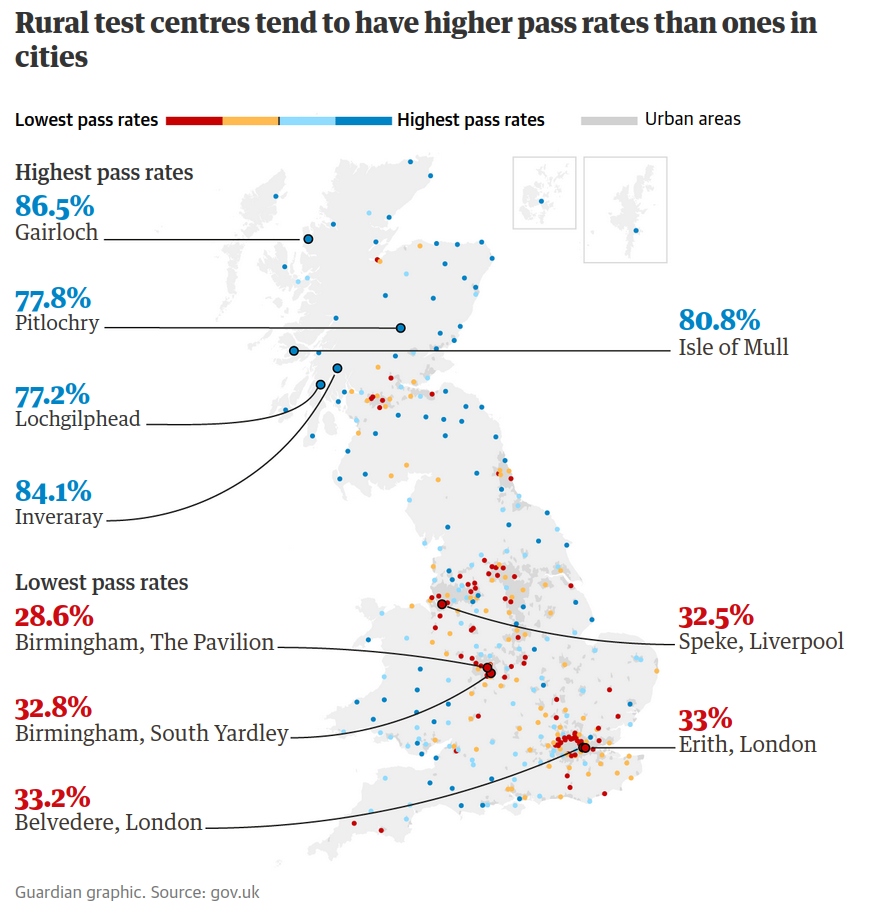 Rural test centres tend to have higher pass rates than ones in
cities
Lowest pass rates
Highest pass rates
Urban areas
Highest pass rates
86.5%
Gairloch
77.8%
Pitlochry
80.8%
Isle of Mull
77.2%
Lochgilphead
84.1%
Inveraray
Lowest pass rates
28.6%
Birmingham, The Pavilion
32.5%
Speke, Liverpool
32.8%
Birmingham, South Yardley
33%
Erith, London
33.2%
Belvedere, London
Guardian graphic. Source: gov.uk